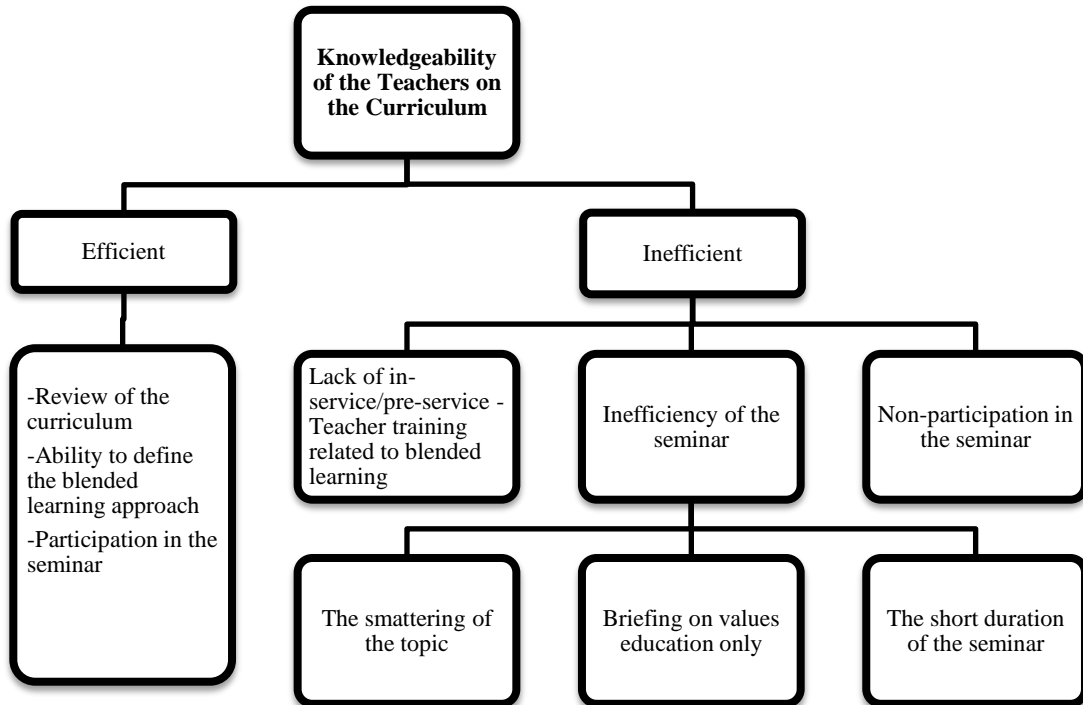 Knowledgeability
of the Teachers on
the Curriculum
Efficient
Inefficient
-Review of the
curriculum
-Ability to define
the blended
learning approach
-Participation in the
seminar
Lack of in-
service/pre-service -
Teacher training
related to blended
learning
Inefficiency of the
seminar
Non-participation in
the seminar
The smattering of
the topic
Briefing on values
education only
The short duration
of the seminar